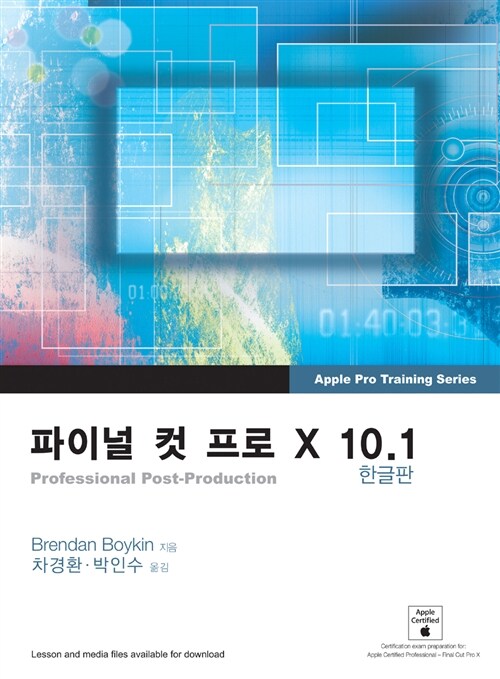 01:00
01:40:03:3
Apple Pro Training Series
파이널 컷 프로 X 10.1
Professional Post-Production
한글판
Brendan Boykin 지음
차경환·박인수 옮김
Apple
Certified
Certification exam preparation for:
Apple Certified Professional – Final Cut Pro X
Lesson and media files available for download